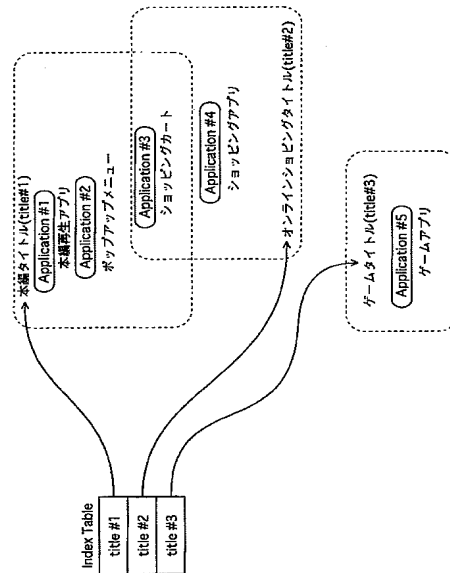 Index Table
title #1
title #2
title #3
本編タイトル(title#1)
Application #1
本編再生アプリ
Application #2
ポップアップメニュー
Application #3
ショッピングカート
Application #4
ショッピングアプリ
オンラインショッピングタイトル(title#2)
ゲームタイトル(title#3)
Application #5
ゲームアプリ